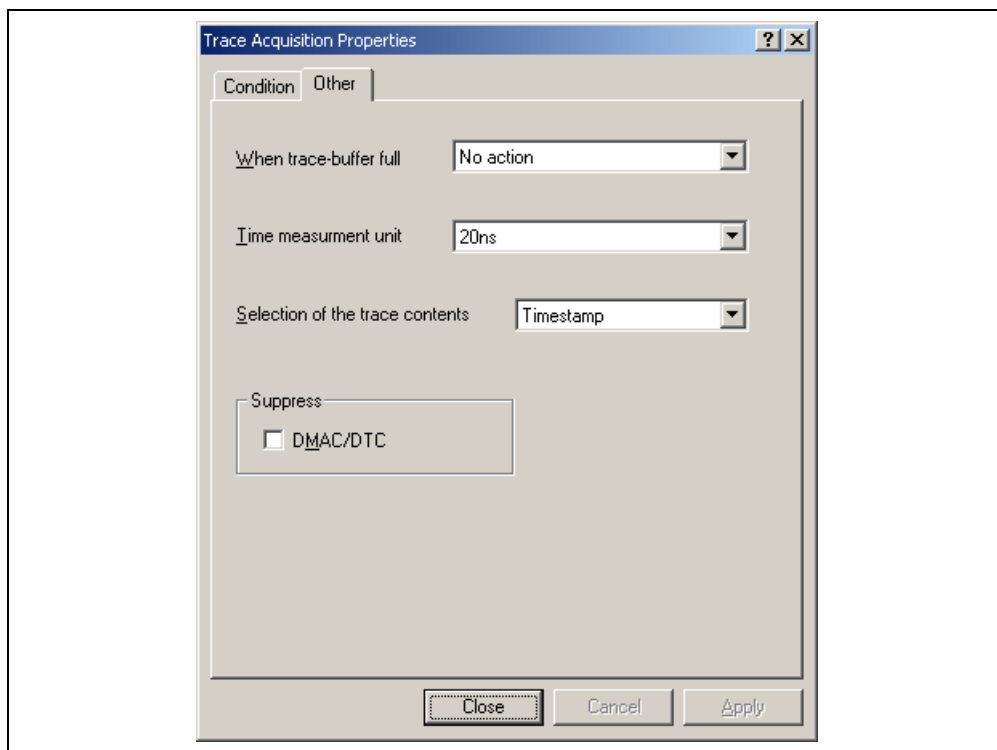 Trace Acquisition Properties
Condition Other
When trace-buffer full No action
Time measurment unit 20ns
Selection of the trace contents Timestamp
Suppress
DMAC/DTC
Close Cancel Apply